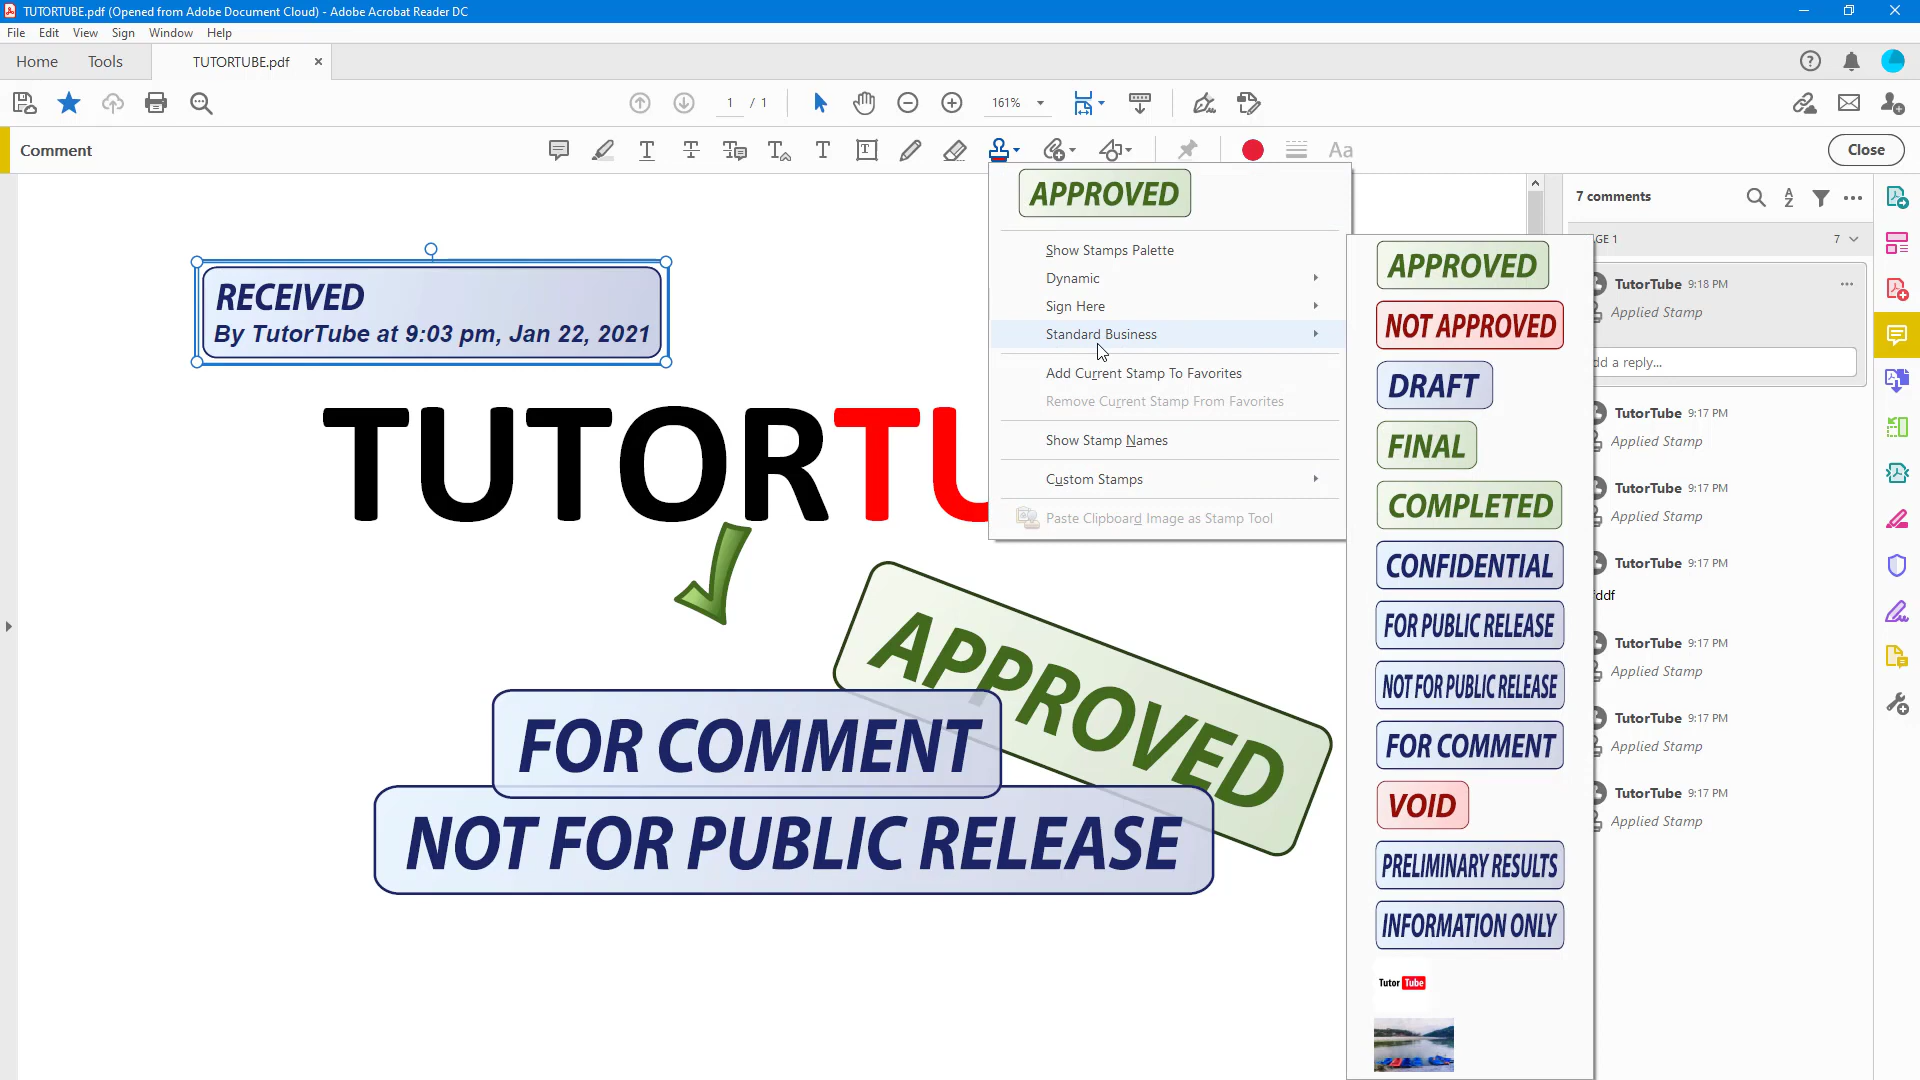 TUTORTUBE.pdf (Opened from Adobe Document Cloud) - Adobe Acrobat Reader DC
File Edit View Sign Window Help
Home Tools TUTORTUBE.pdf
1 / 1 161%
Comment
Close
APPROVED
Show Stamps Palette
Dynamic
Sign Here
Standard Business
Add Current Stamp To Favorites
Remove Current Stamp From Favorites
Show Stamp Names
Custom Stamps
Paste Clipboard Image as Stamp Tool
APPROVED
NOT APPROVED
DRAFT
FINAL
COMPLETED
CONFIDENTIAL
FOR PUBLIC RELEASE
NOT FOR PUBLIC RELEASE
FOR COMMENT
VOID
PRELIMINARY RESULTS
INFORMATION ONLY
Tutor Tube
RECEIVED
By TutorTube at 9:03 pm, Jan 22, 2021
TUTORTU
APPROVED
FOR COMMENT
NOT FOR PUBLIC RELEASE
7 comments
GE 1 7
TutorTube 9:18 PM
Applied Stamp
dd a reply...
TutorTube 9:17 PM
Applied Stamp
TutorTube 9:17 PM
Applied Stamp
TutorTube 9:17 PM
ddf
TutorTube 9:17 PM
Applied Stamp
TutorTube 9:17 PM
Applied Stamp
TutorTube 9:17 PM
Applied Stamp